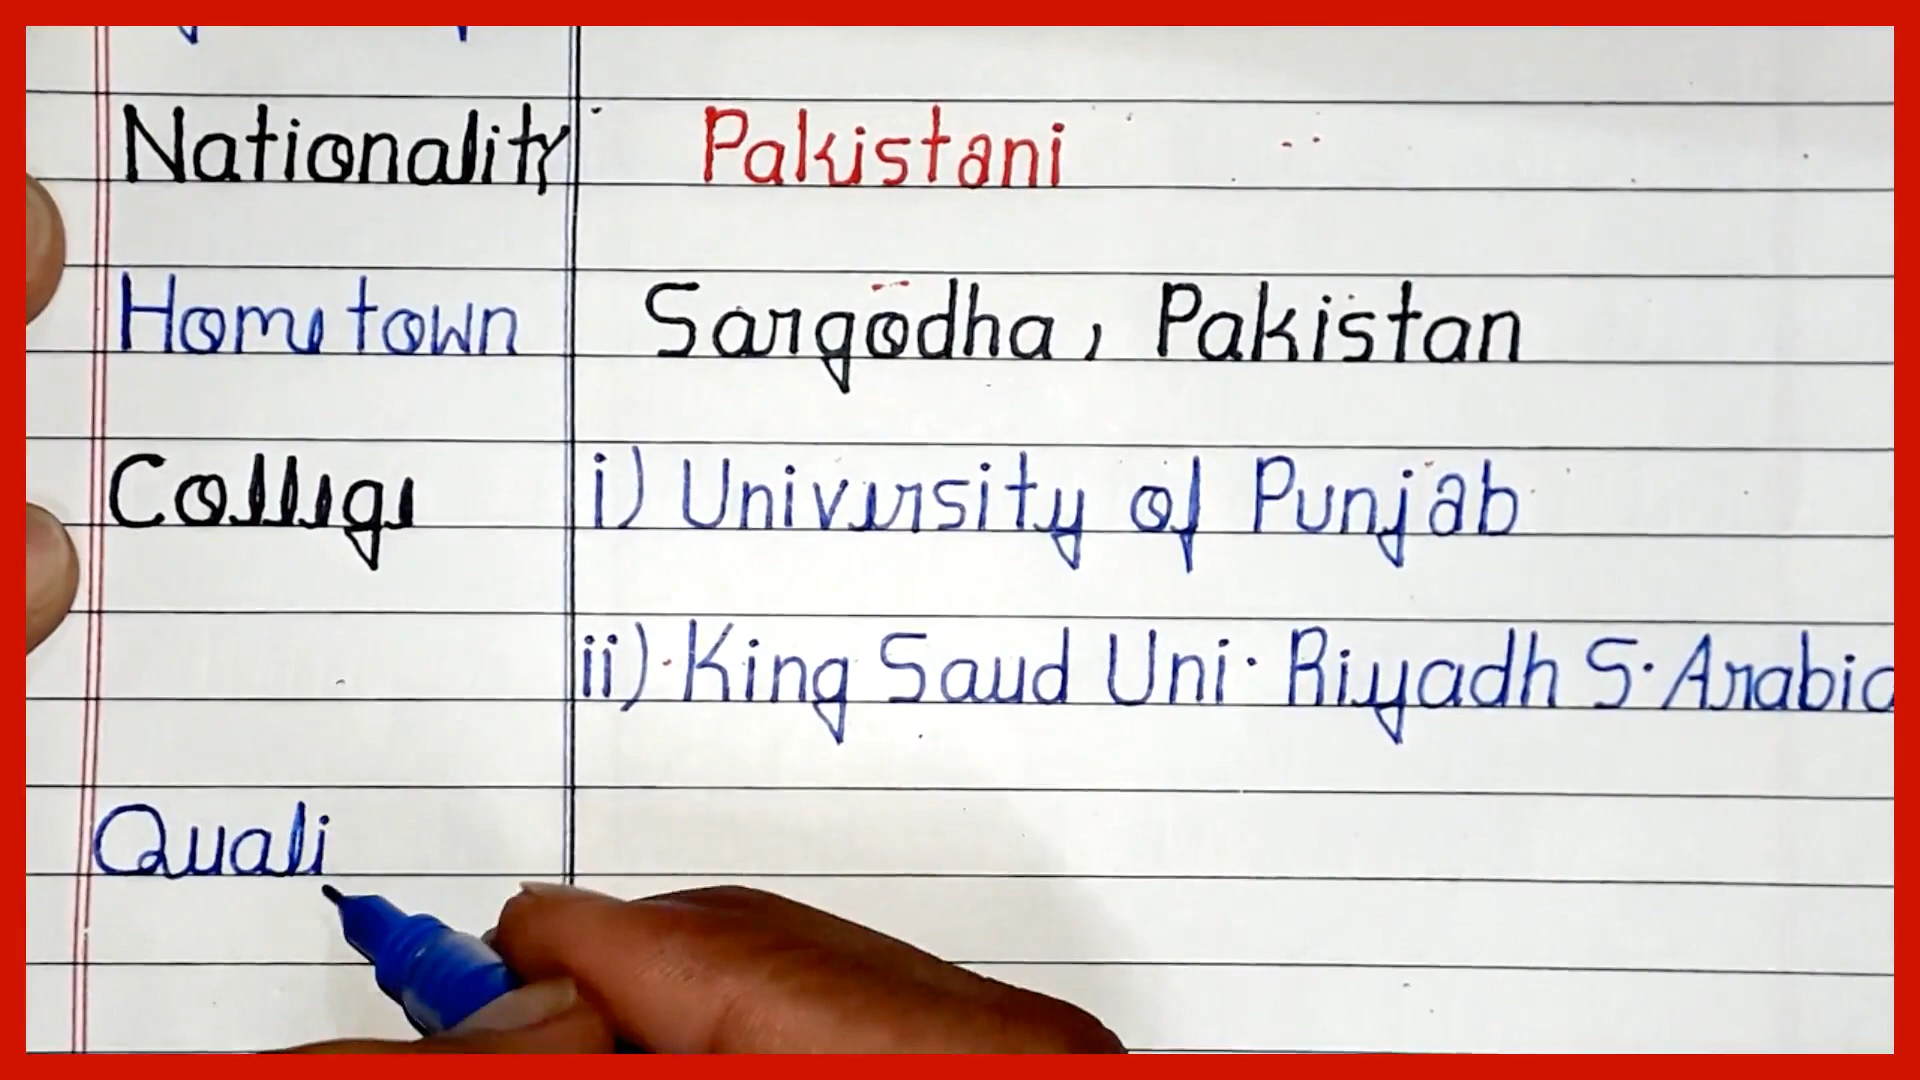 Nationality Pakistani
Hometown Sargodha, Pakistan
College i) University of Punjab
ii) King Saud Uni. Riyadh S. Arabia
Quali